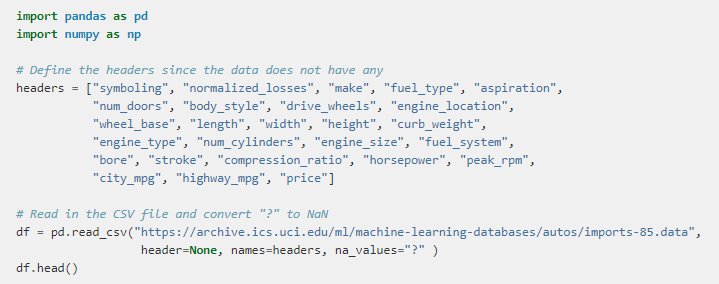 import pandas as pd
import numpy as np
# Define the headers since the data does not have any
headers = ["symboling", "normalized_losses", "make", "fuel_type", "aspiration",
"num_doors", "body_style", "drive_wheels", "engine_location",
"wheel_base", "length", "width", "height", "curb_weight",
"engine_type", "num_cylinders", "engine_size", "fuel_system",
"bore", "stroke", "compression_ratio", "horsepower", "peak_rpm",
"city_mpg", "highway_mpg", "price"]
# Read in the CSV file and convert "?" to NaN
df = pd.read_csv("https://archive.ics.uci.edu/ml/machine-learning-databases/autos/imports-85.data",
header=None, names=headers, na_values="?" )
df.head()